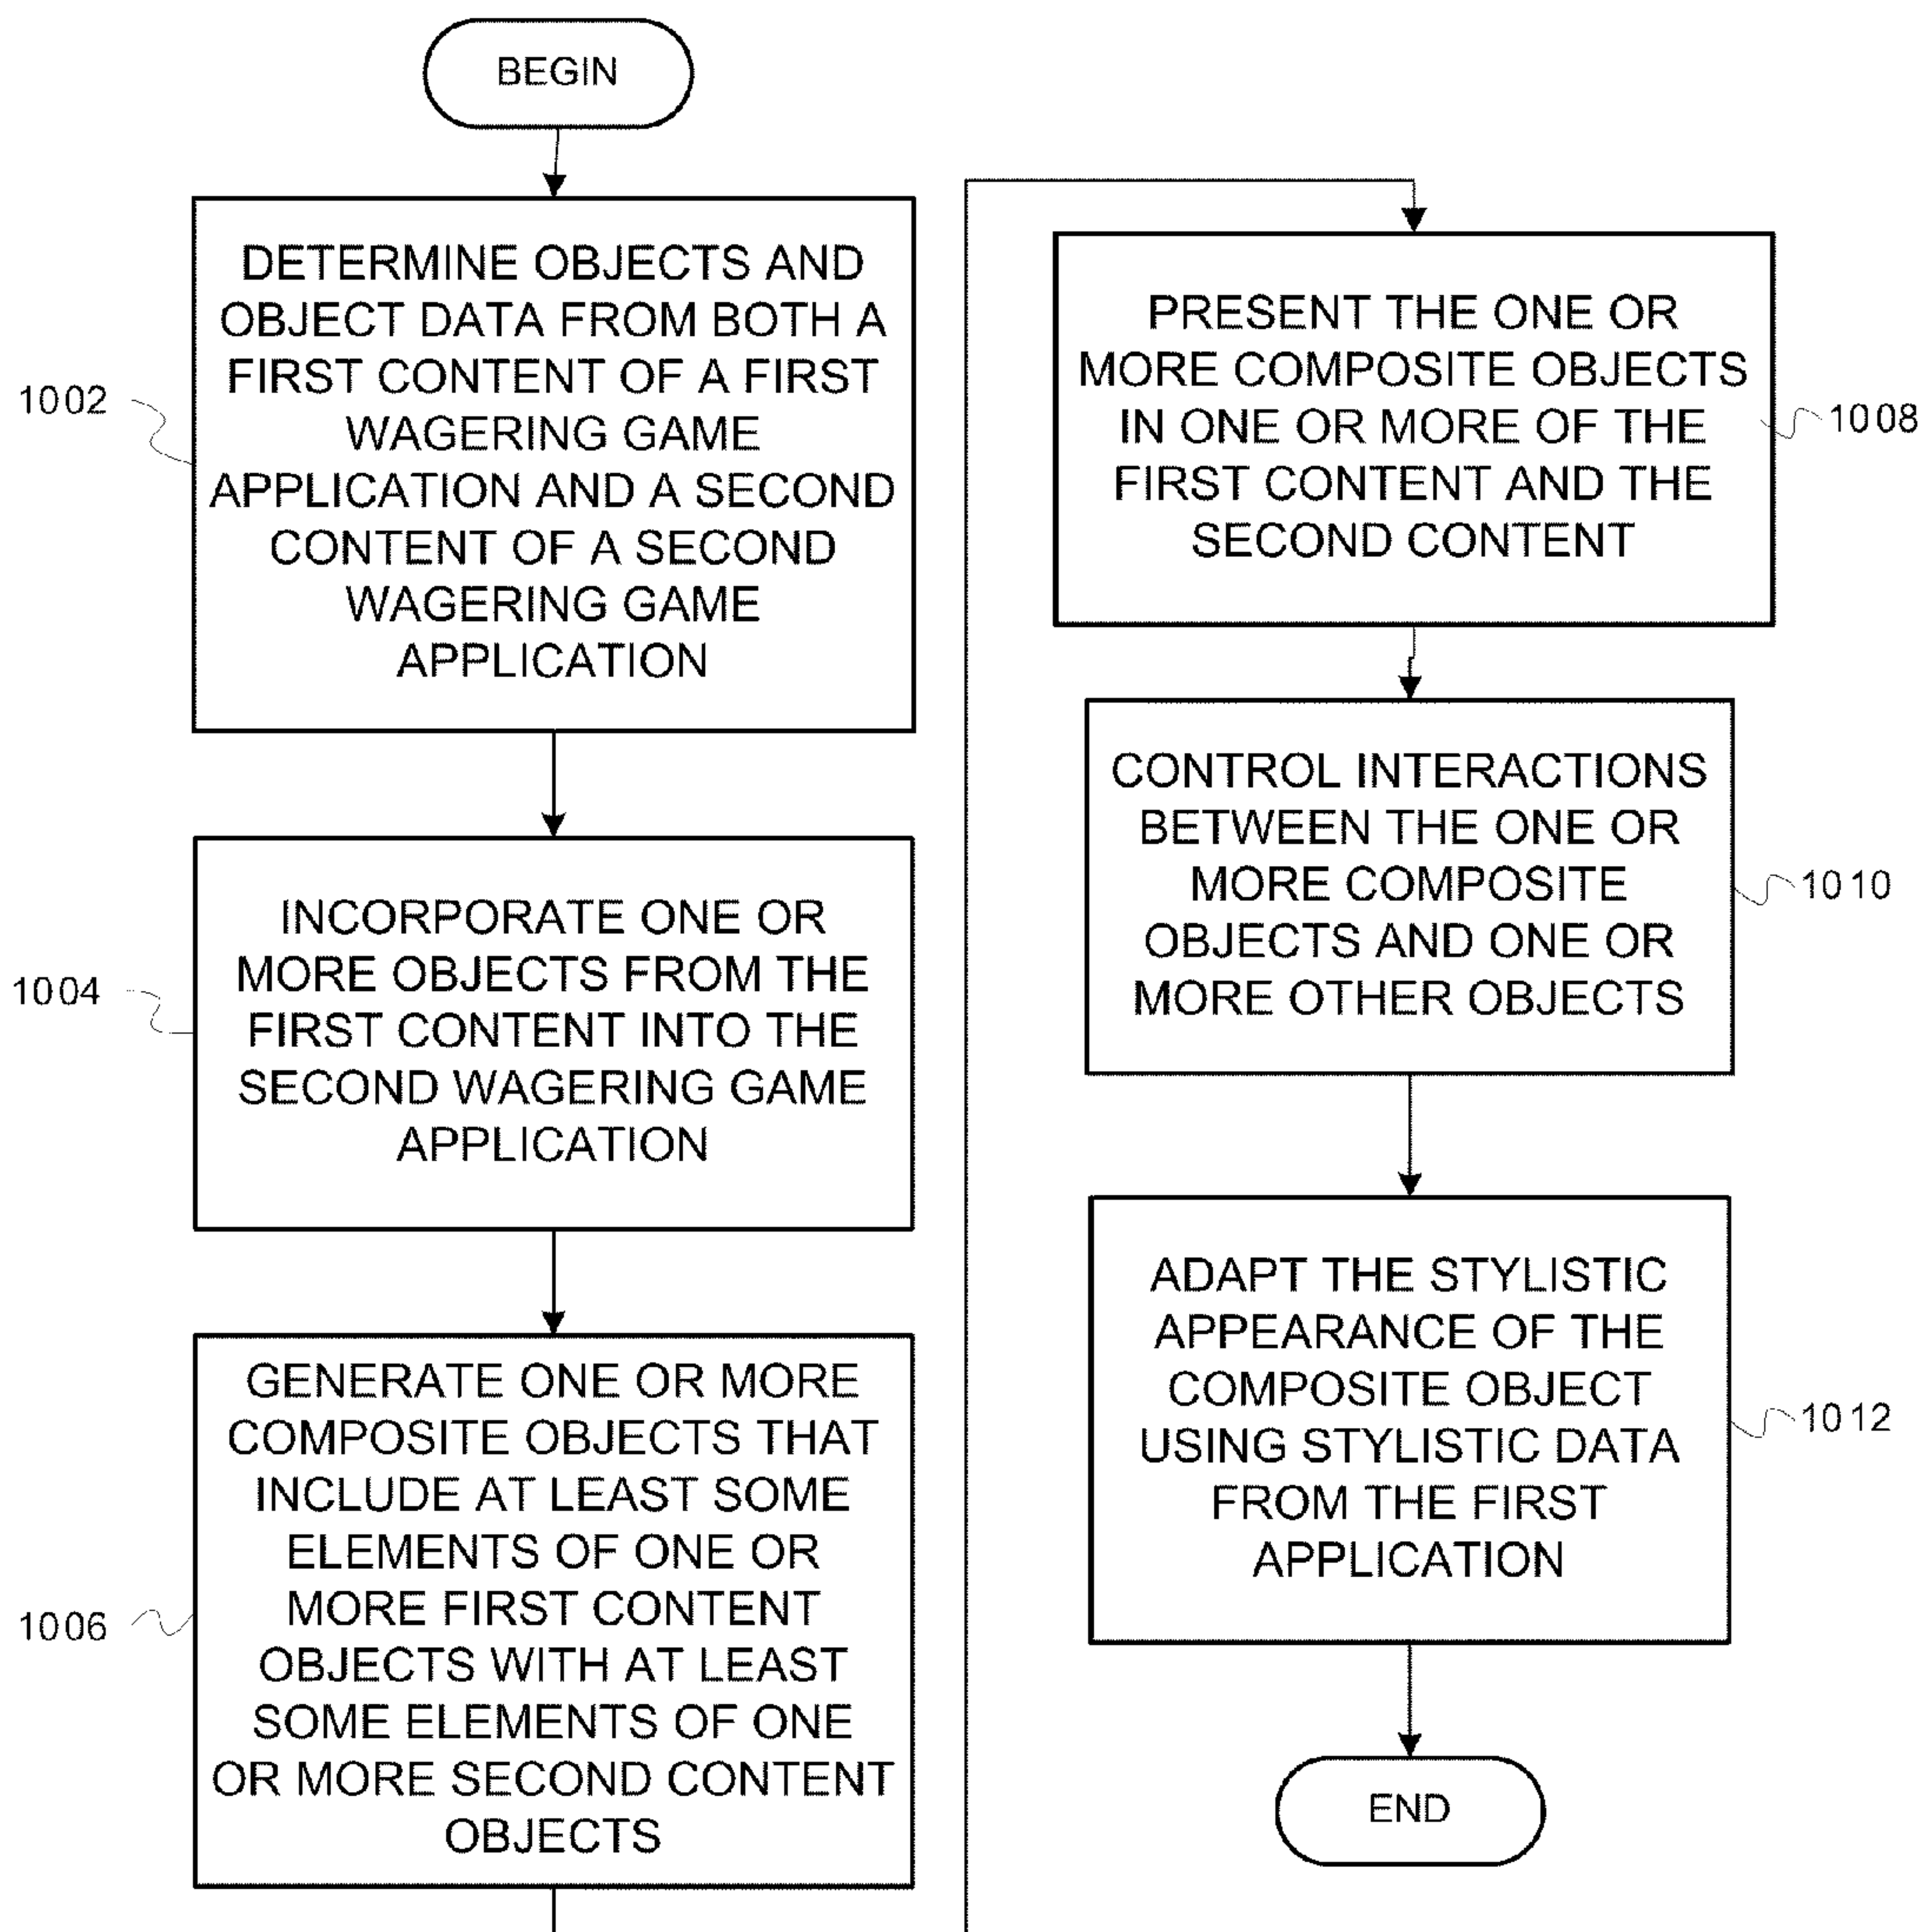 BEGIN
1002
DETERMINE OBJECTS AND
OBJECT DATA FROM BOTH A
FIRST CONTENT OF A FIRST
WAGERING GAME
APPLICATION AND A SECOND
CONTENT OF A SECOND
WAGERING GAME
APPLICATION
1004
INCORPORATE ONE OR
MORE OBJECTS FROM THE
FIRST CONTENT INTO THE
SECOND WAGERING GAME
APPLICATION
1006
GENERATE ONE OR MORE
COMPOSITE OBJECTS THAT
INCLUDE AT LEAST SOME
ELEMENTS OF ONE OR
MORE FIRST CONTENT
OBJECTS WITH AT LEAST
SOME ELEMENTS OF ONE
OR MORE SECOND CONTENT
OBJECTS
PRESENT THE ONE OR
MORE COMPOSITE OBJECTS
IN ONE OR MORE OF THE
FIRST CONTENT AND THE
SECOND CONTENT
1008
CONTROL INTERACTIONS
BETWEEN THE ONE OR
MORE COMPOSITE
OBJECTS AND ONE OR
MORE OTHER OBJECTS
1010
ADAPT THE STYLISTIC
APPEARANCE OF THE
COMPOSITE OBJECT
USING STYLISTIC DATA
FROM THE FIRST
APPLICATION
1012
END